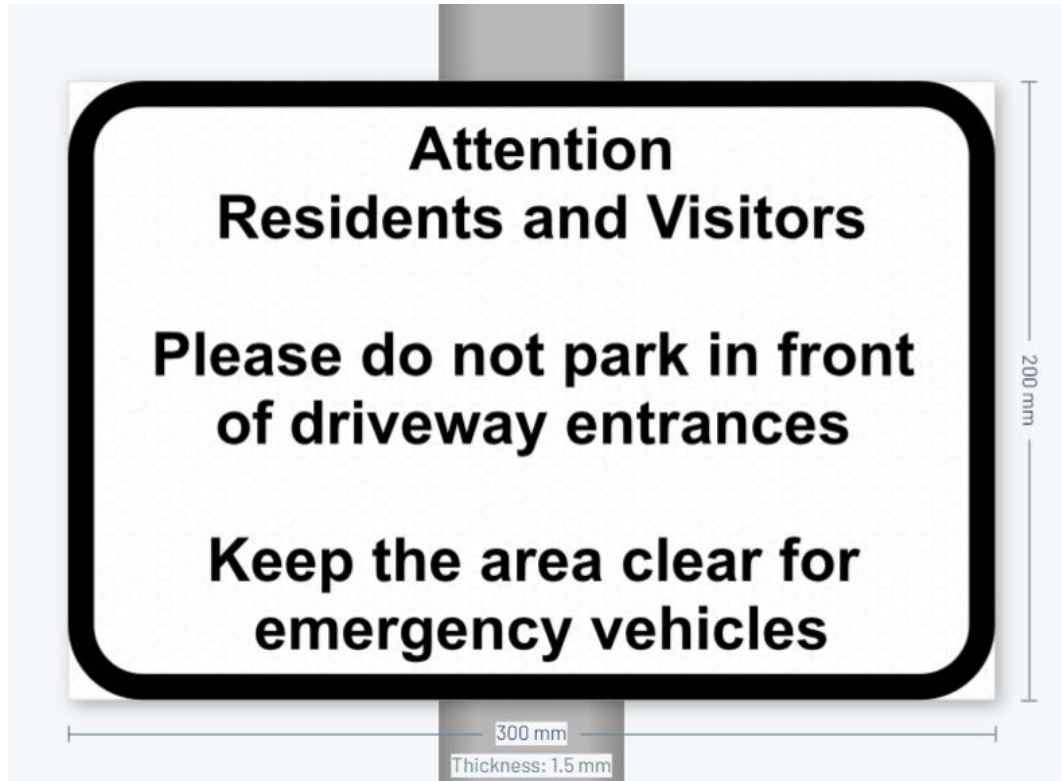 Attention
Residents and Visitors
Please do not park in front
of driveway entrances
Keep the area clear for
emergency vehicles
200 mm
300 mm
Thickness: 1.5 mm